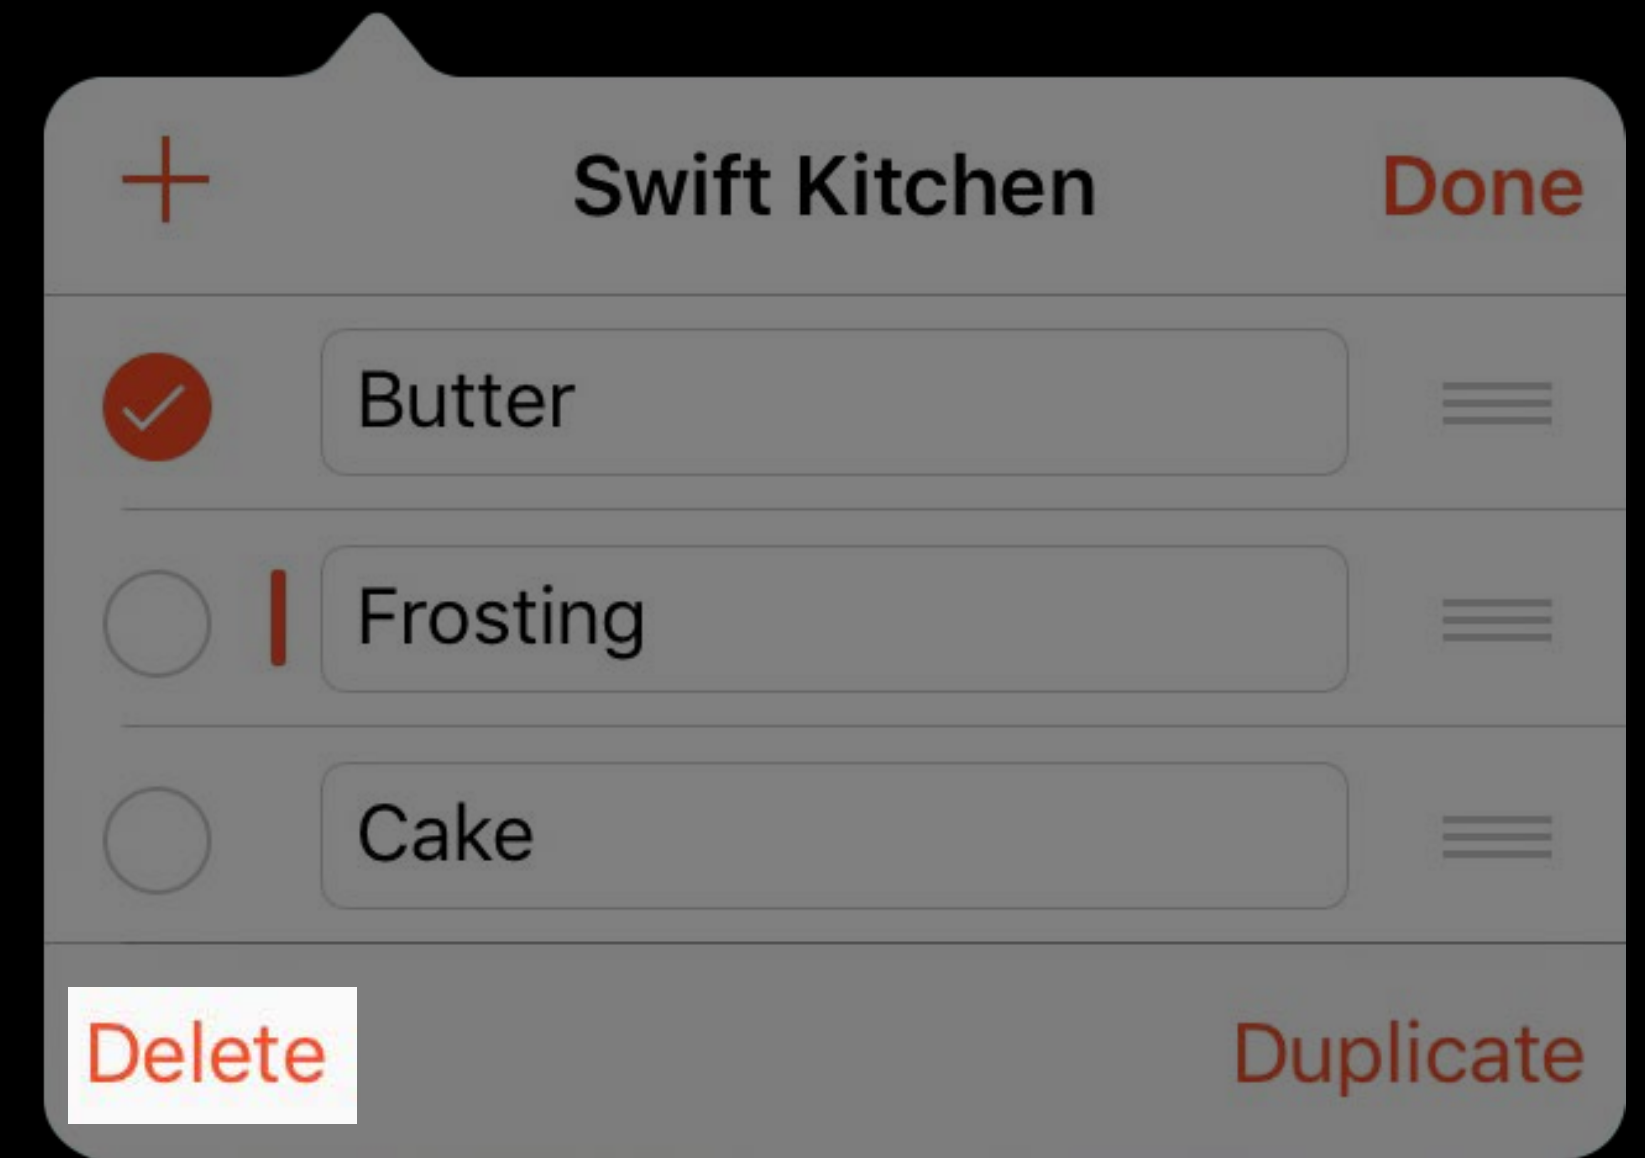 Swift Kitchen Done
Butter
Frosting
Cake
Delete Duplicate